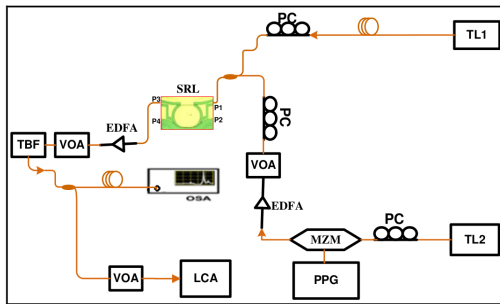 PC
TL1
SRL
P3
P1
P4
P2
PC
EDFA
TBF
VOA
VOA
OSA
EDFA
PC
MZM
TL2
VOA
LCA
PPG